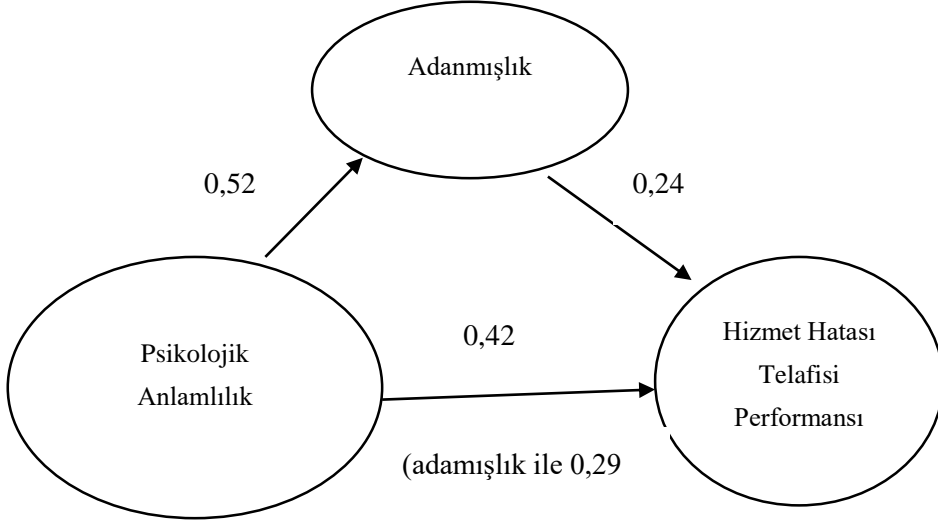 Adanmışlık
0,52
0,24
Psikolojik
Anlamlılık
0,42
(adamışlık ile 0,29
Hizmet Hatası
Telafisi
Performansı